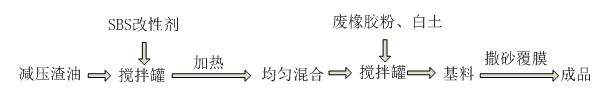 SBS改性剂
废橡胶粉、白土
减压渣油
搅拌罐
加热
均匀混合
搅拌罐
基料
撒砂覆膜
成品